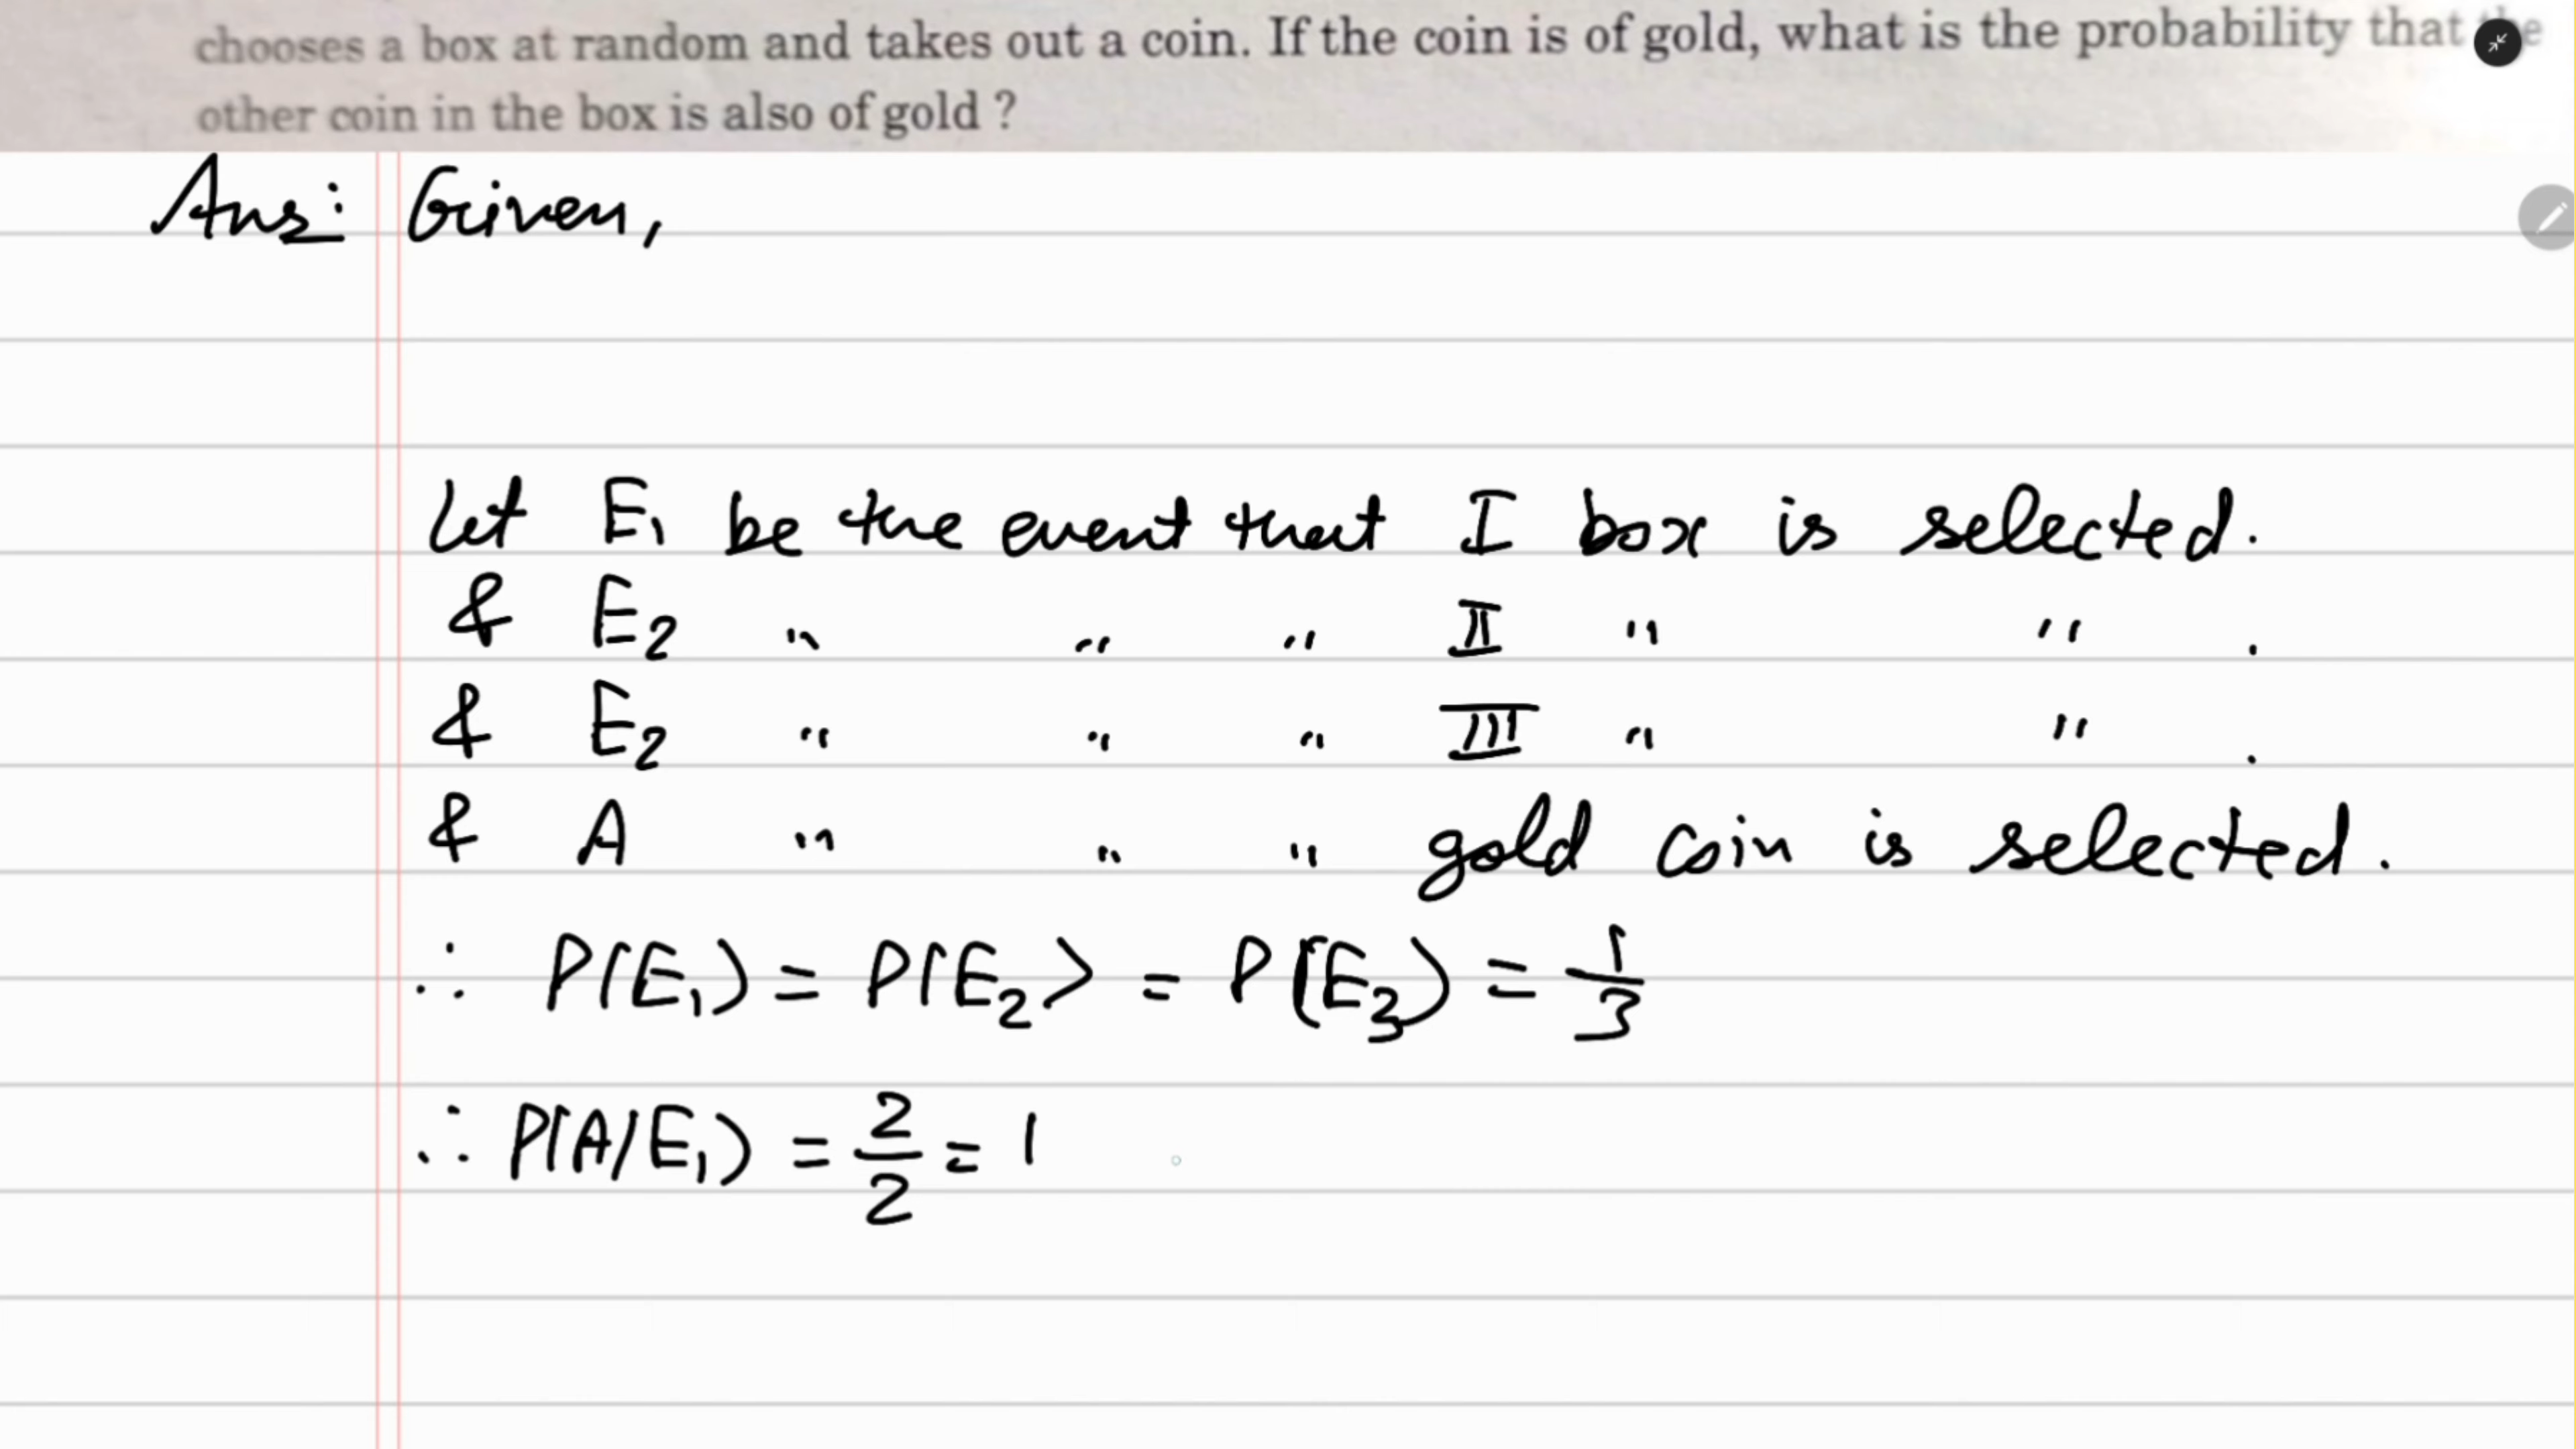 chooses a box at random and takes out a coin. If the coin is of gold, what is the probability that the
other coin in the box is also of gold ?
Ans: Given,
Let E₁ be the event that I box is selected.
& E₂ " " " II " " .
& E₂ " " " III " " .
& A " " " gold coin is selected.
∴ P(E₁) = P(E₂) = P(E₃) = 1/3
∴ P(A/E₁) = 2/2 = 1